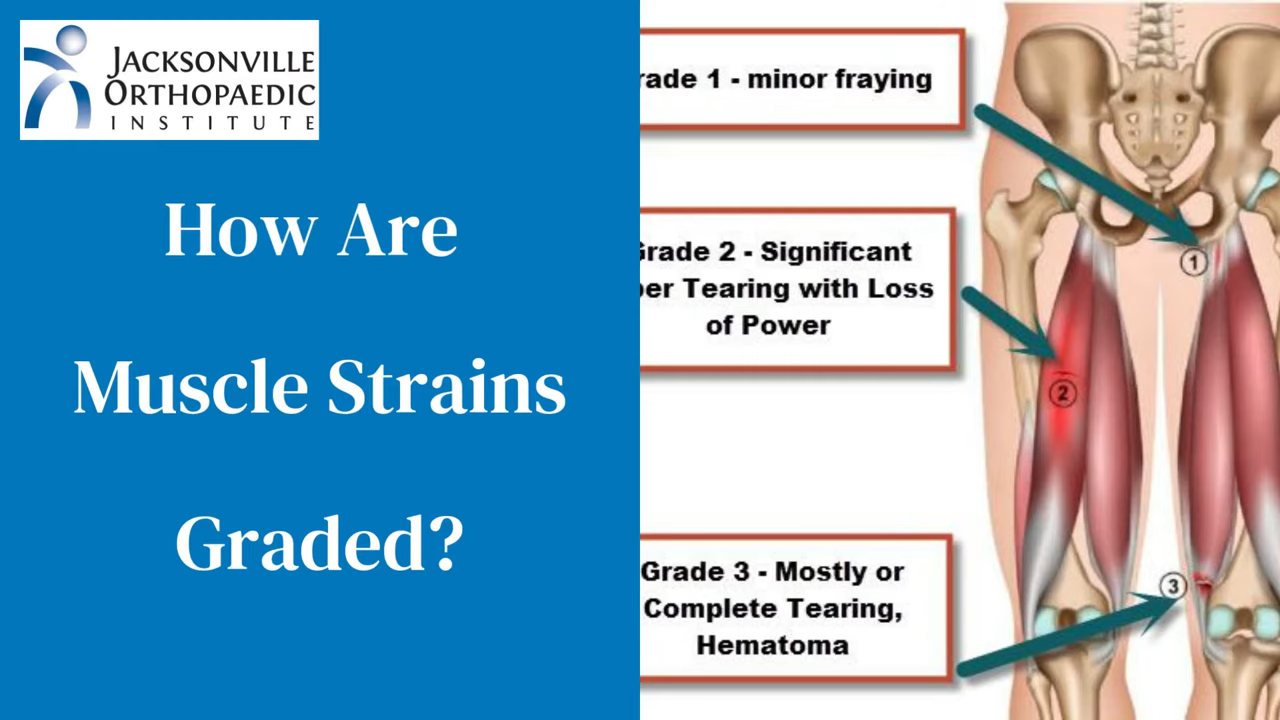 JACKSONVILLE
ORTHOPAEDIC
INSTITUTE
How Are
Muscle Strains
Graded?
rade 1 - minor fraying
1
Grade 2 - Significant
ber Tearing with Loss
of Power
2
Grade 3 - Mostly or
Complete Tearing,
Hematoma
3